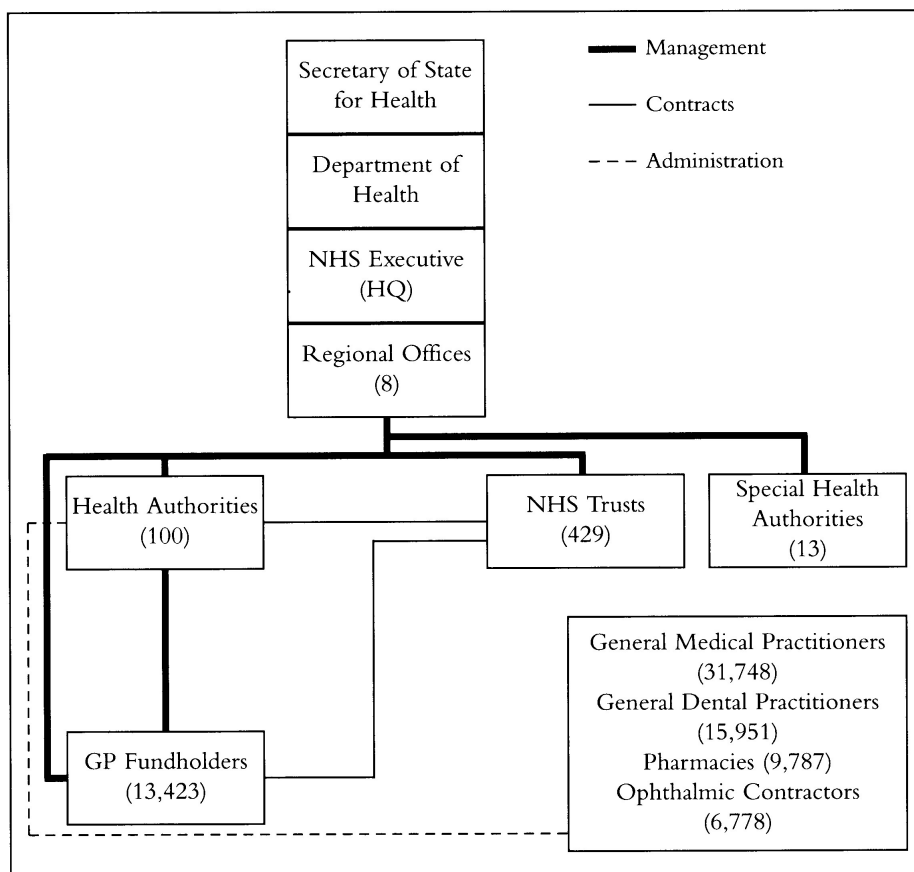 Secretary of State
for Health
Department of
Health
NHS Executive
(HQ)
Regional Offices
(8)
Management
Contracts
Administration
Health Authorities
(100)
NHS Trusts
(429)
Special Health
Authorities
(13)
GP Fundholders
(13,423)
General Medical Practitioners
(31,748)
General Dental Practitioners
(15,951)
Pharmacies (9,787)
Ophthalmic Contractors
(6,778)